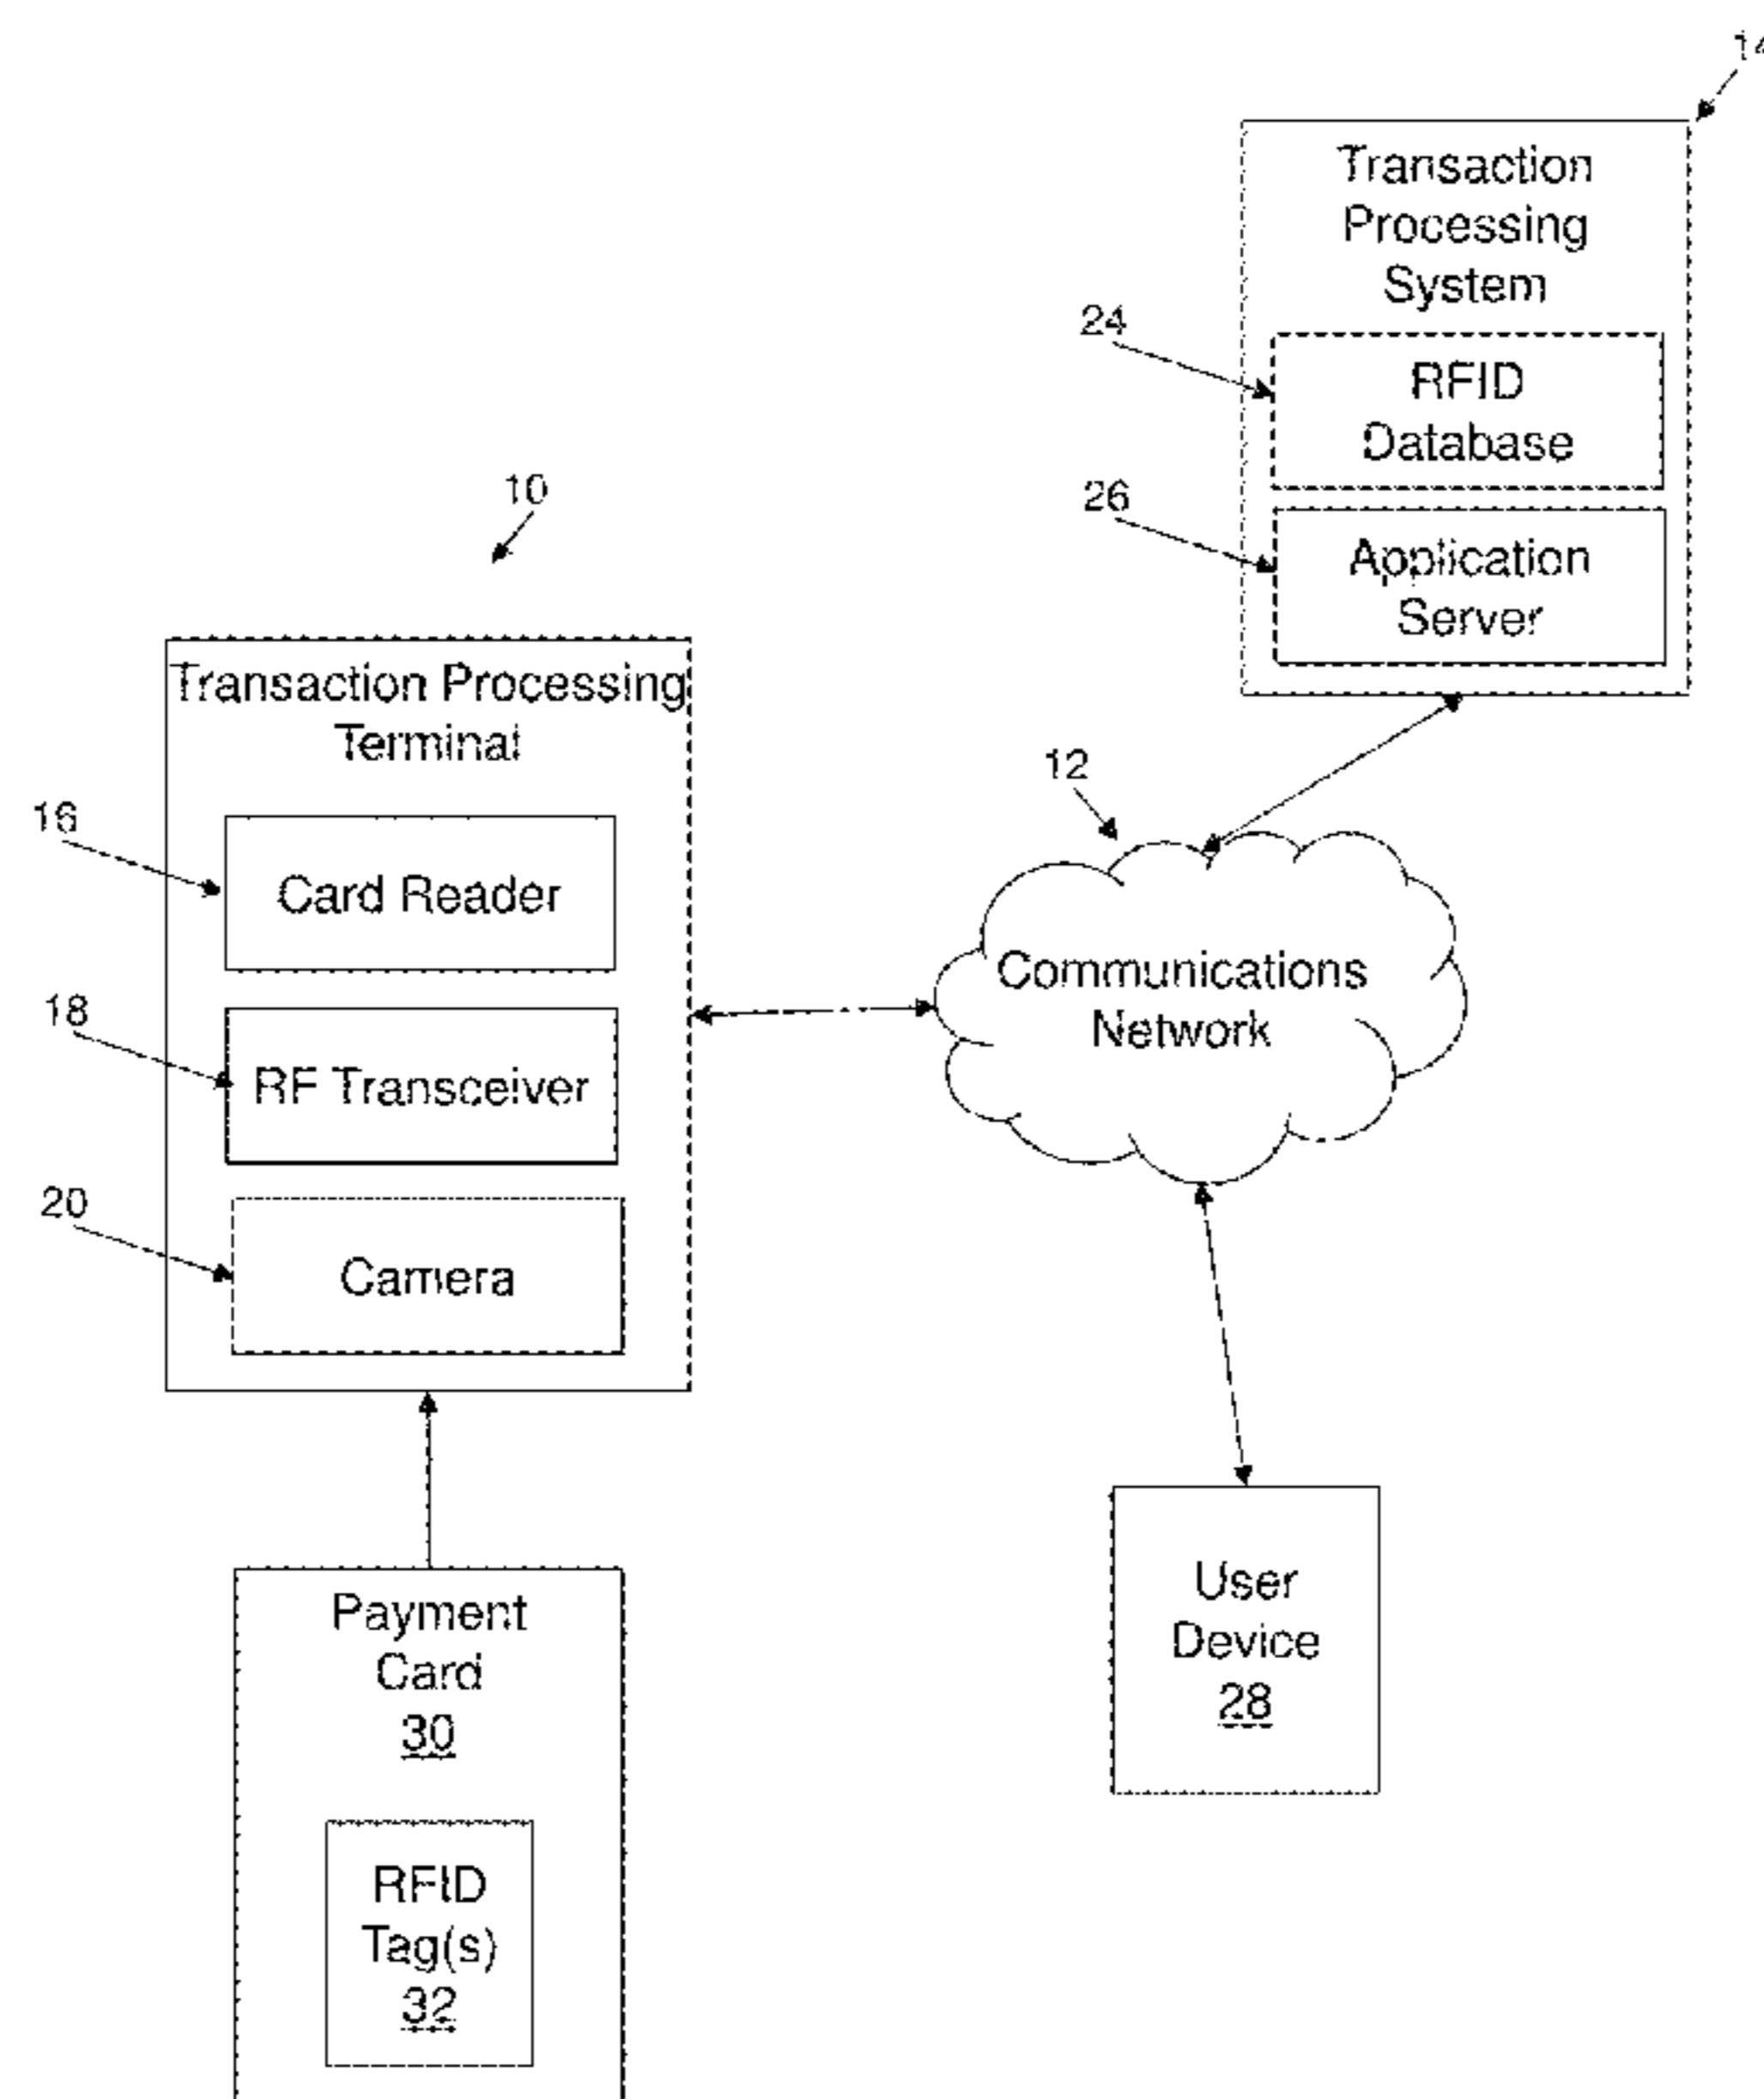 14
Transaction
Processing
System
24
RFID
Database
26
Application
Server
10
Transaction Processing
Terminal
16
Card Reader
18
RF Transceiver
20
Camera
12
Communications
Network
User
Device
28
Payment
Card
30
RFID
Tag(s)
32